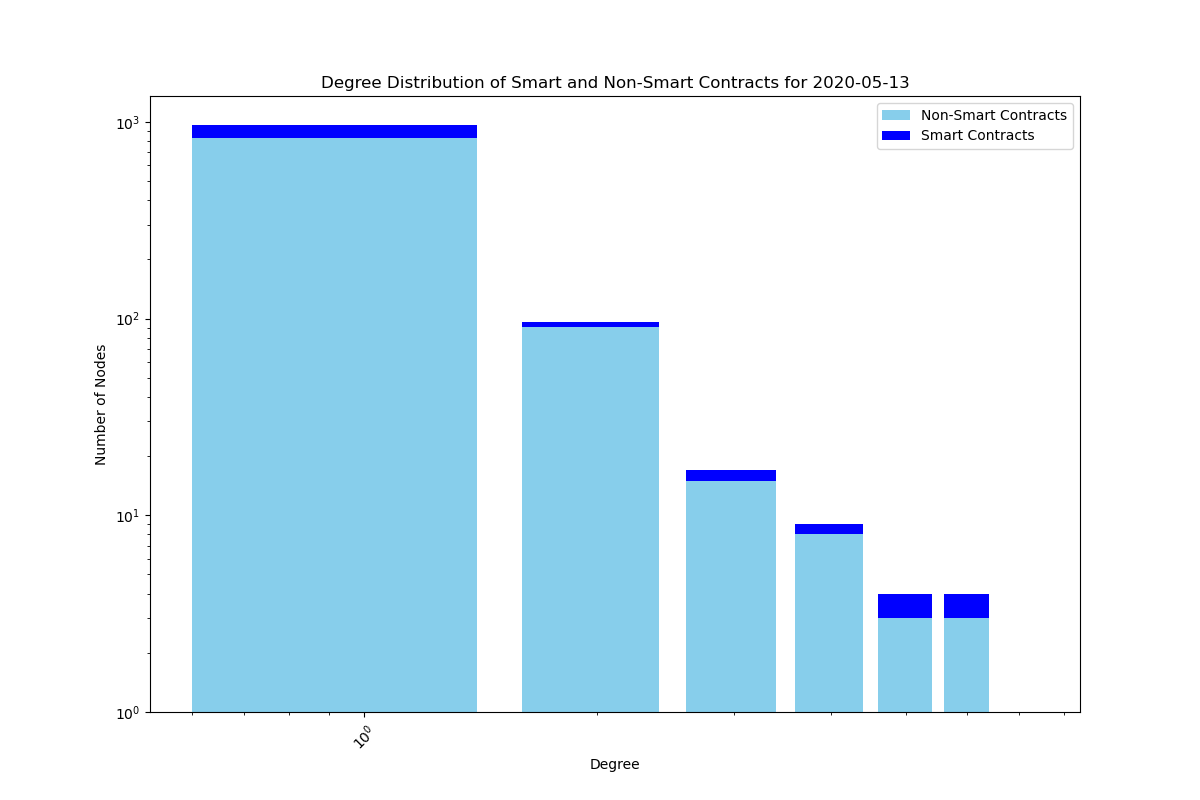 Degree Distribution of Smart and Non-Smart Contracts for 2020-05-13
Non-Smart Contracts
Smart Contracts
10³
10²
10¹
10⁰
Number of Nodes
10⁰
Degree